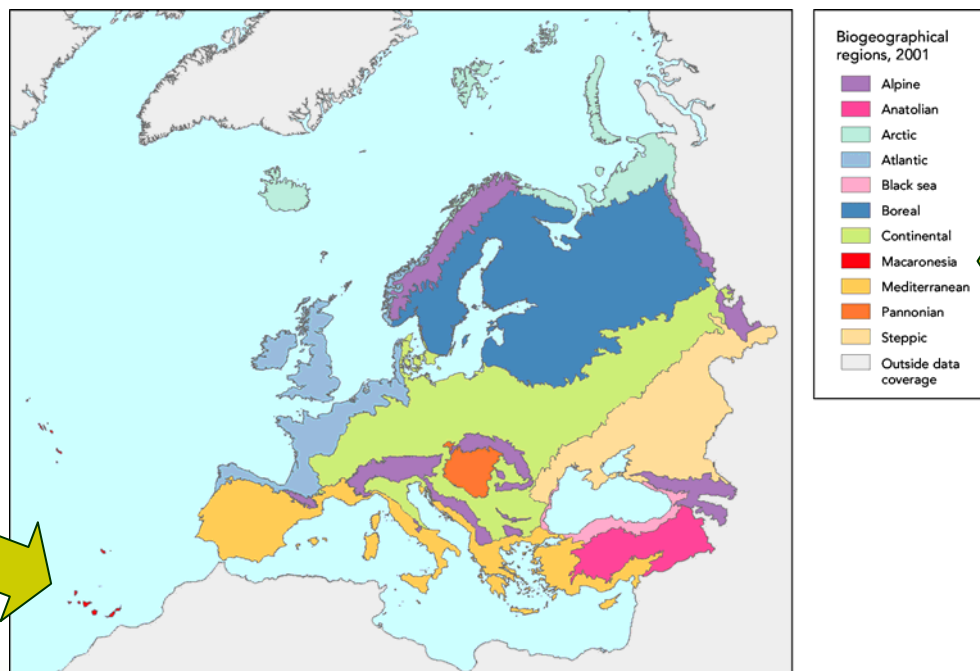 Biogeographical
regions, 2001
Alpine
Anatolian
Arctic
Atlantic
Black sea
Boreal
Continental
Macaronesia
Mediterranean
Pannonian
Steppic
Outside data
coverage